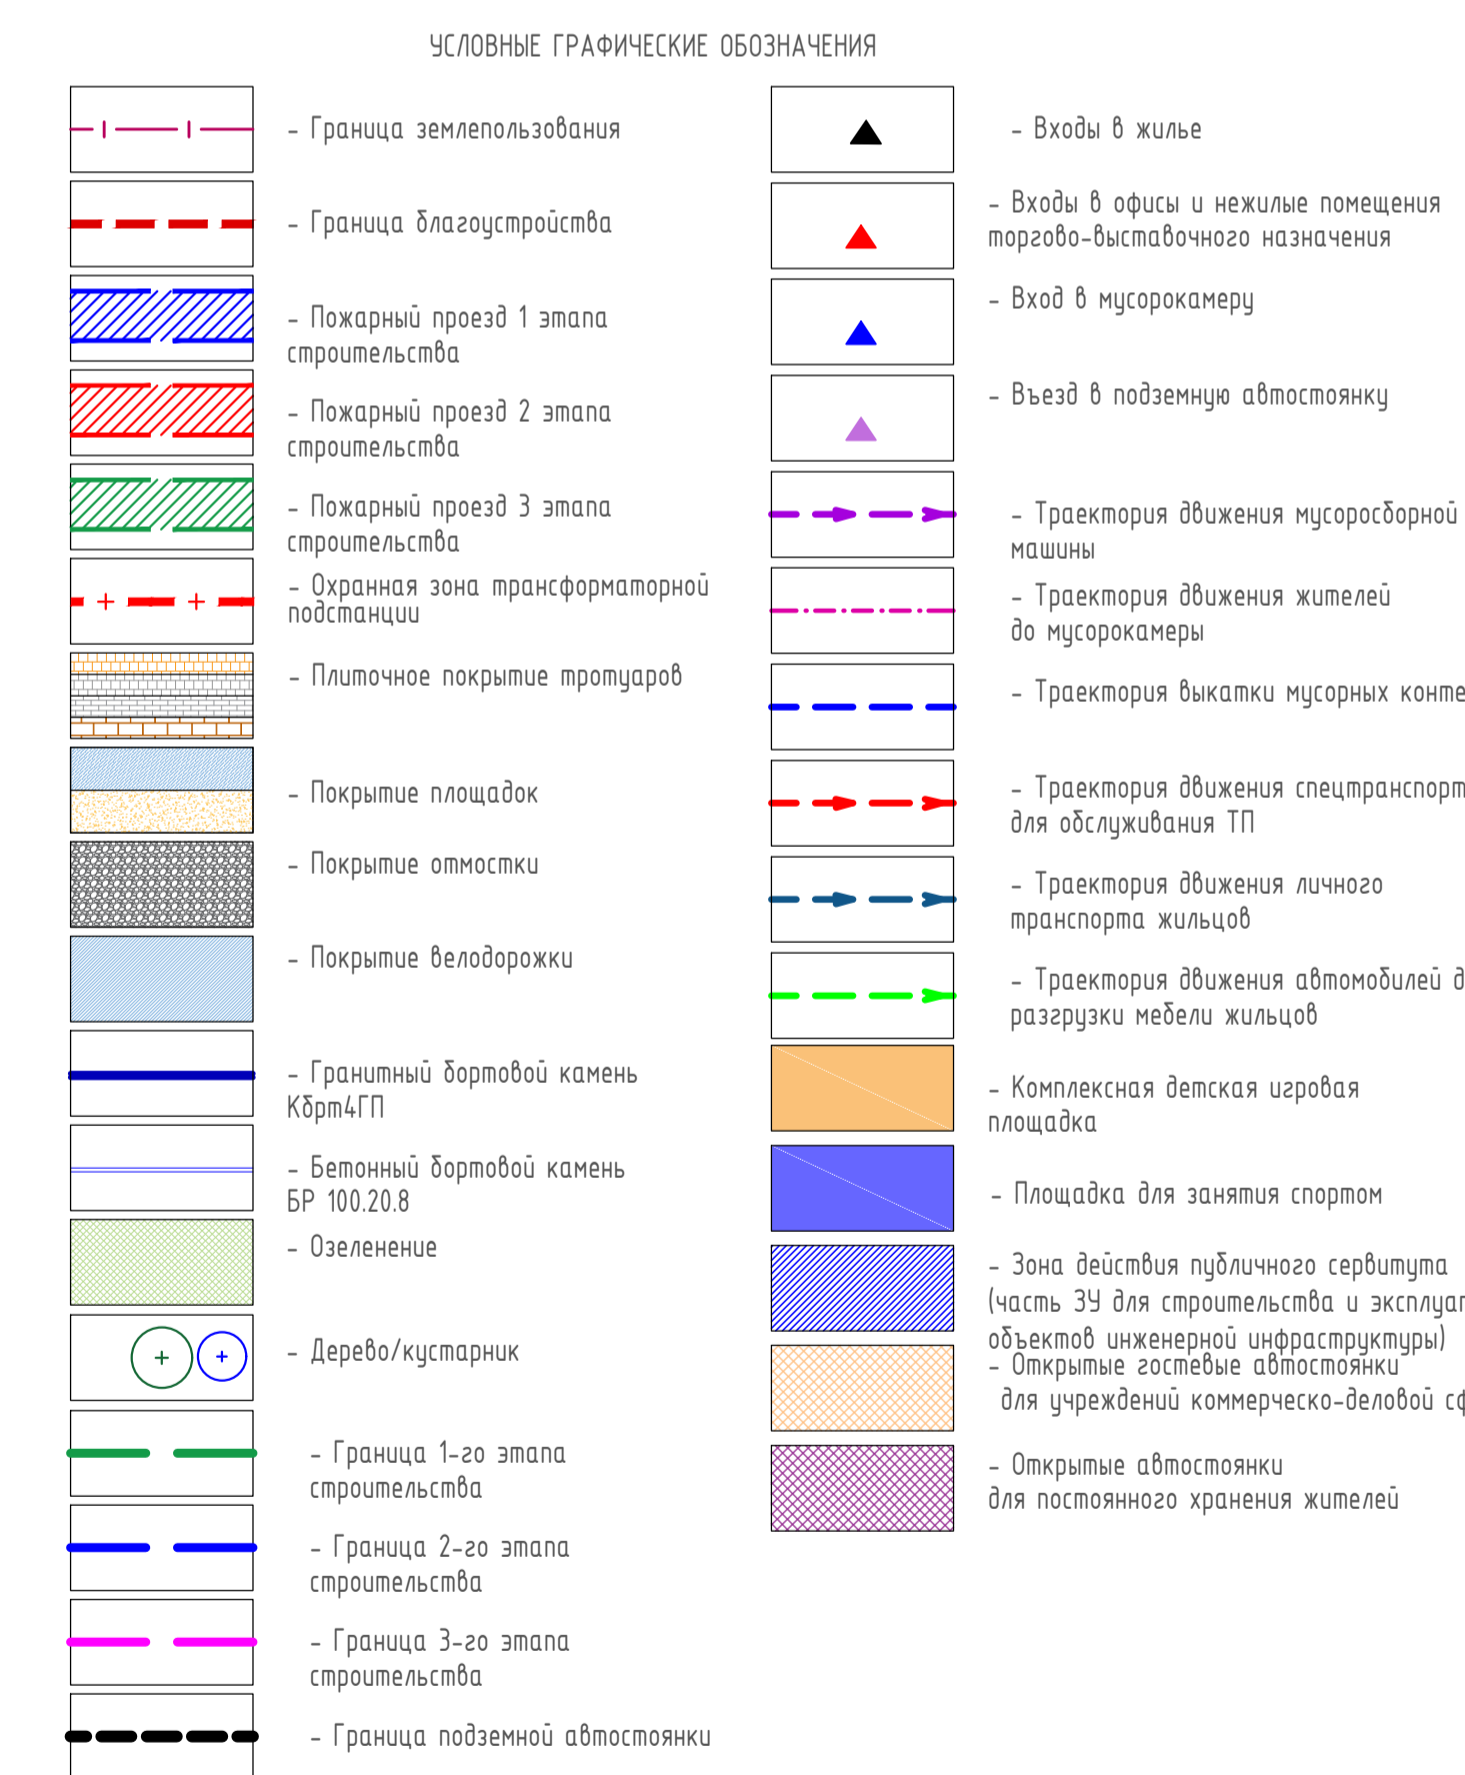 УСЛОВНЫЕ ГРАФИЧЕСКИЕ ОБОЗНАЧЕНИЯ
- Граница землепользования
- Граница благоустройства
- Пожарный проезд 1 этапа
строительства
- Пожарный проезд 2 этапа
строительства
- Пожарный проезд 3 этапа
строительства
- Охранная зона трансформаторной
подстанции
- Плиточное покрытие тротуаров
- Покрытие площадок
- Покрытие отмостки
- Покрытие велодорожки
- Гранитный бортовой камень
Кбрт4ГП
- Бетонный бортовой камень
БР 100.20.8
- Озеленение
- Дерево/кустарник
- Граница 1-го этапа
строительства
- Граница 2-го этапа
строительства
- Граница 3-го этапа
строительства
- Граница подземной автостоянки
- Входы в жилье
- Входы в офисы и нежилые помещения
торгово-выставочного назначения
- Вход в мусорокамеру
- Въезд в подземную автостоянку
- Траектория движения мусоросборной
машины
- Траектория движения жителей
до мусорокамеры
- Траектория выкатки мусорных
- Траектория движения
для обслуживания ТП
- Траектория движения личного
транспорта жильцов
- Траектория движения автомобилей
разгрузки мебели жильцов
- Комплексная детская игровая
площадка
- Площадка для занятия спортом
- Зона действия публичного сервитута
(часть ЗУ для строительства и
объектов инженерной инфраструктуры)
- Открытые гостевые автостоянки
для учреждений коммерческо-деловой
- Открытые автостоянки
для постоянного хранения жителей